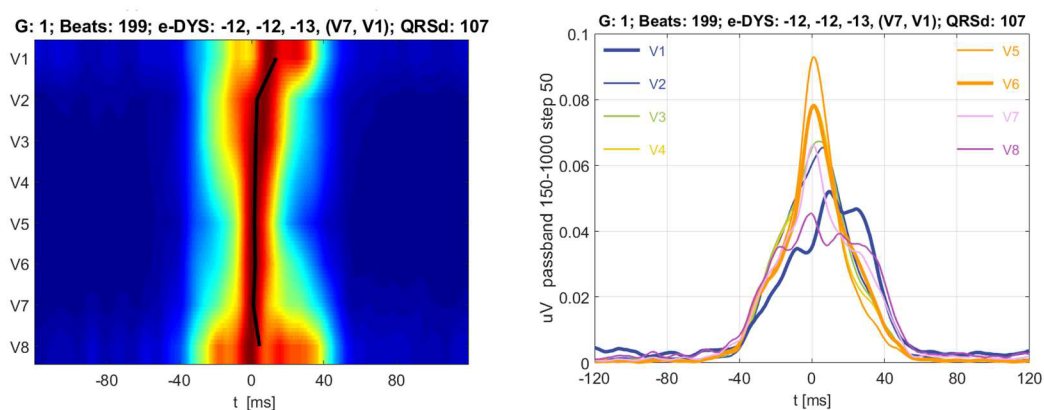 G: 1; Beats: 199; e-DYS: -12, -12, -13, (V7, V1); QRSd: 107
V1
V2
V3
V4
V5
V6
V7
V8
-80
-40
0
40
80
t [ms]
G: 1; Beats: 199; e-DYS: -12, -12, -13, (V7, V1); QRSd: 107
uV passband 150-1000 step 50
0.1
0.08
0.06
0.04
0.02
0
V1
V2
V3
V4
V5
V6
V7
V8
-120
-80
-40
0
40
80
120
t [ms]